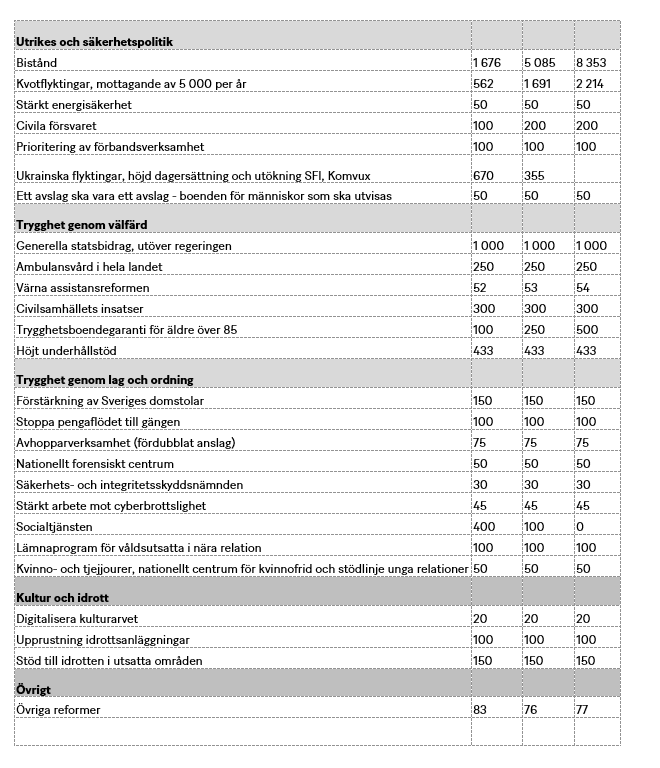 Utrikes och säkerhetspolitik
Bistånd 1 676 5 085 8 353
Kvotflyktingar, mottagande av 5 000 per år 562 1 691 2 214
Stärkt energisäkerhet 50 50 50
Civila försvaret 100 200 200
Prioritering av förbandsverksamhet 100 100 100
Ukrainska flyktingar, höjd dagersättning och utökning SFI, Komvux 670 355
Ett avslag ska vara ett avslag - boenden för människor som ska utvisas 50 50 50
Trygghet genom välfärd
Generella statsbidrag, utöver regeringen 1 000 1 000 1 000
Ambulansvård i hela landet 250 250 250
Värna assistansreformen 52 53 54
Civilsamhällets insatser 300 300 300
Trygghetsboendegaranti för äldre över 85 100 250 500
Höjt underhållstöd 433 433 433
Trygghet genom lag och ordning
Förstärkning av Sveriges domstolar 150 150 150
Stoppa pengaflödet till gängen 100 100 100
Avhopparverksamhet (fördubblat anslag) 75 75 75
Nationellt forensiskt centrum 50 50 50
Säkerhets- och integritetsskyddsnämnden 30 30 30
Stärkt arbete mot cyberbrottslighet 45 45 45
Socialtjänsten 400 100 0
Lämnaprogram för våldsutsatta i nära relation 100 100 100
Kvinno- och tjejjourer, nationellt centrum för kvinnofrid och stödlinje unga relationer 50 50 50
Kultur och idrott
Digitalisera kulturarvet 20 20 20
Upprustning idrottsanläggningar 100 100 100
Stöd till idrotten i utsatta områden 150 150 150
Övrigt
Övriga reformer 83 76 77